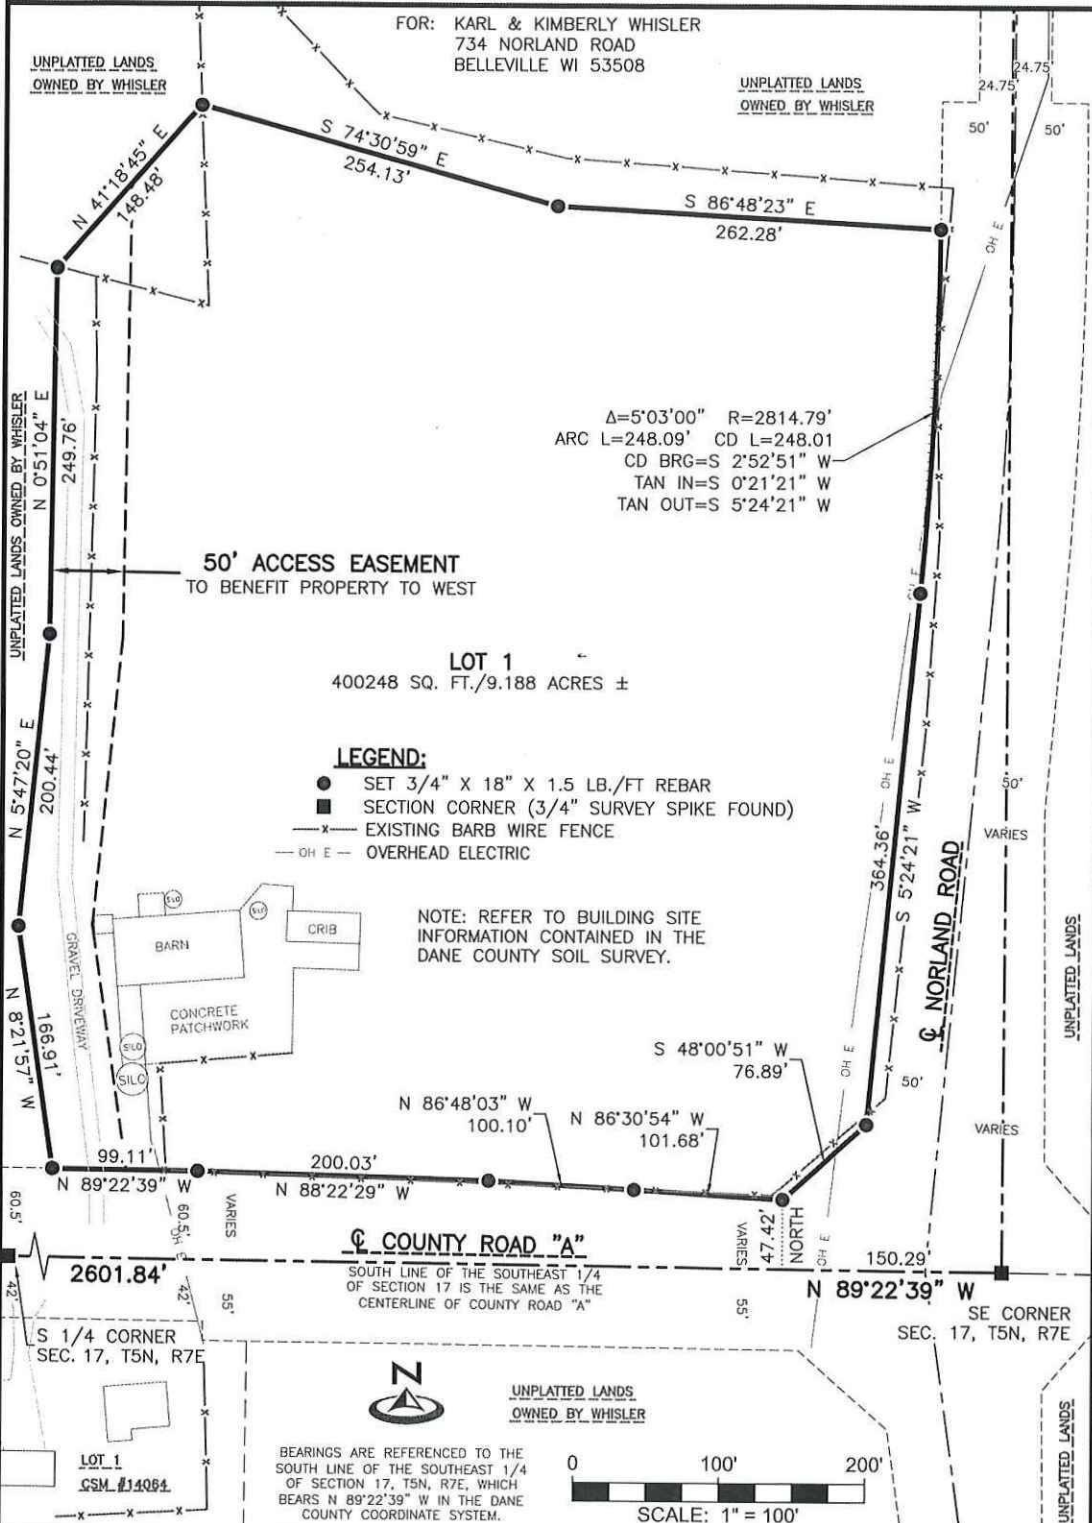 FOR: KARL & KIMBERLY WHISLER
734 NORLAND ROAD
BELLEVILLE WI 53508
UNPLATTED LANDS
OWNED BY WHISLER
UNPLATTED LANDS
OWNED BY WHISLER
24.75'
24.75'
50'
50'
N 41°18'45" E
148.48'
S 74°30'59" E
254.13'
S 86°48'23" E
262.28'
OH E
UNPLATTED LANDS OWNED BY WHISLER
N 0°51'04" E
249.76'
Δ=5°03'00" R=2814.79'
ARC L=248.09' CD L=248.01
CD BRG=S 2°52'51" W
TAN IN=S 0°21'21" W
TAN OUT=S 5°24'21" W
50' ACCESS EASEMENT
TO BENEFIT PROPERTY TO WEST
OH E
LOT 1
400248 SQ. FT./9.188 ACRES ±
N 5°47'20" E
200.44'
LEGEND:
SET 3/4" X 18" X 1.5 LB./FT REBAR
SECTION CORNER (3/4" SURVEY SPIKE FOUND)
—x— EXISTING BARB WIRE FENCE
— OH E — OVERHEAD ELECTRIC
OH E
364.36'
S 5°24'21" W
50'
VARIES
℄ NORLAND ROAD
UNPLATTED LANDS
SILO
SILO
BARN
CRIB
NOTE: REFER TO BUILDING SITE
INFORMATION CONTAINED IN THE
DANE COUNTY SOIL SURVEY.
GRAVEL DRIVEWAY
CONCRETE
PATCHWORK
SILO
SILO
N 8°21'57" W
166.91'
S 48°00'51" W
76.89'
OH E
50'
N 86°48'03" W
100.10'
N 86°30'54" W
101.68'
VARIES
99.11'
N 89°22'39" W
200.03'
N 88°22'29" W
60.5'
60.5'
VARIES
OH E
VARIES
47.42'
NORTH
OH E
℄ COUNTY ROAD "A"
150.29'
2601.84'
N 89°22'39" W
SOUTH LINE OF THE SOUTHEAST 1/4
OF SECTION 17 IS THE SAME AS THE
CENTERLINE OF COUNTY ROAD "A"
42'
42'
55'
55'
SE CORNER
SEC. 17, T5N, R7E
S 1/4 CORNER
SEC. 17, T5N, R7E
N
UNPLATTED LANDS
OWNED BY WHISLER
UNPLATTED LANDS
LOT 1
CSM #14064
BEARINGS ARE REFERENCED TO THE
SOUTH LINE OF THE SOUTHEAST 1/4
OF SECTION 17, T5N, R7E, WHICH
BEARS N 89°22'39" W IN THE DANE
COUNTY COORDINATE SYSTEM.
0 100' 200'
SCALE: 1" = 100'